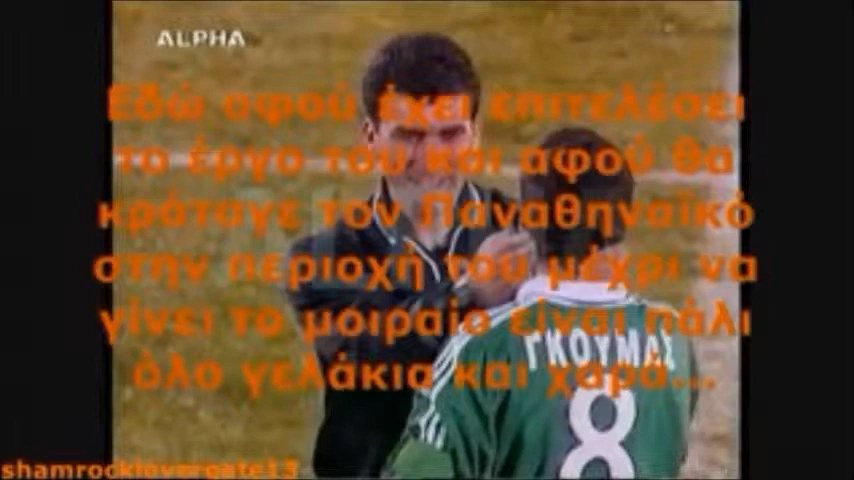 ALPHA
Εδώ αφού έχει επιτελέσει
το έργο του και αφού θα
κράταγε τον Παναθηναϊκό
στην περιοχή του μέχρι να
γίνει το μοιραίο είναι πάλι
όλο γελάκια και χαρά...
ΓΚΟΥΜΑΣ
8
shamrocklovergate13